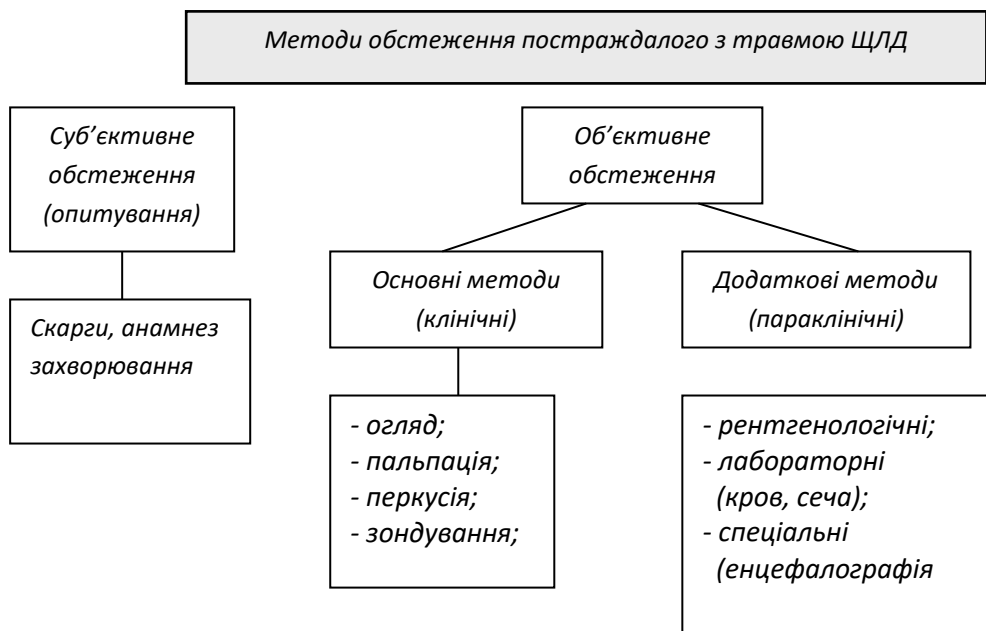 Методи обстеження постраждалого з травмою ЩЛД
Суб’єктивне
обстеження
(опитування)
Об’єктивне
обстеження
Основні методи
(клінічні)
Додаткові методи
(параклінічні)
Скарги, анамнез
захворювання
- огляд;
- пальпація;
- перкусія;
- зондування;
- рентгенологічні;
- лабораторні
(кров, сеча);
- спеціальні
(енцефалографія